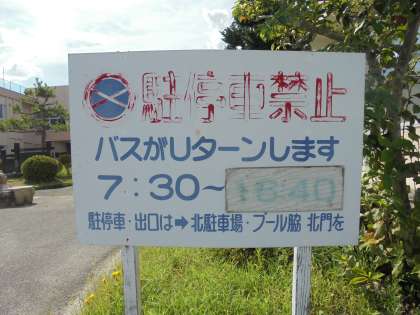 駐停車禁止
バスがUターンします
7:30～18:40
駐停車・出口は➡北駐車場・プール脇 北門を